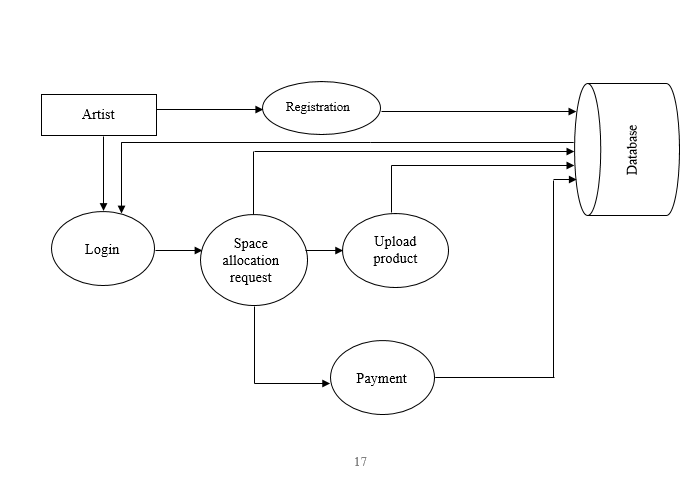 Artist
Registration
Database
Login
Space
allocation
request
Upload
product
Payment
17